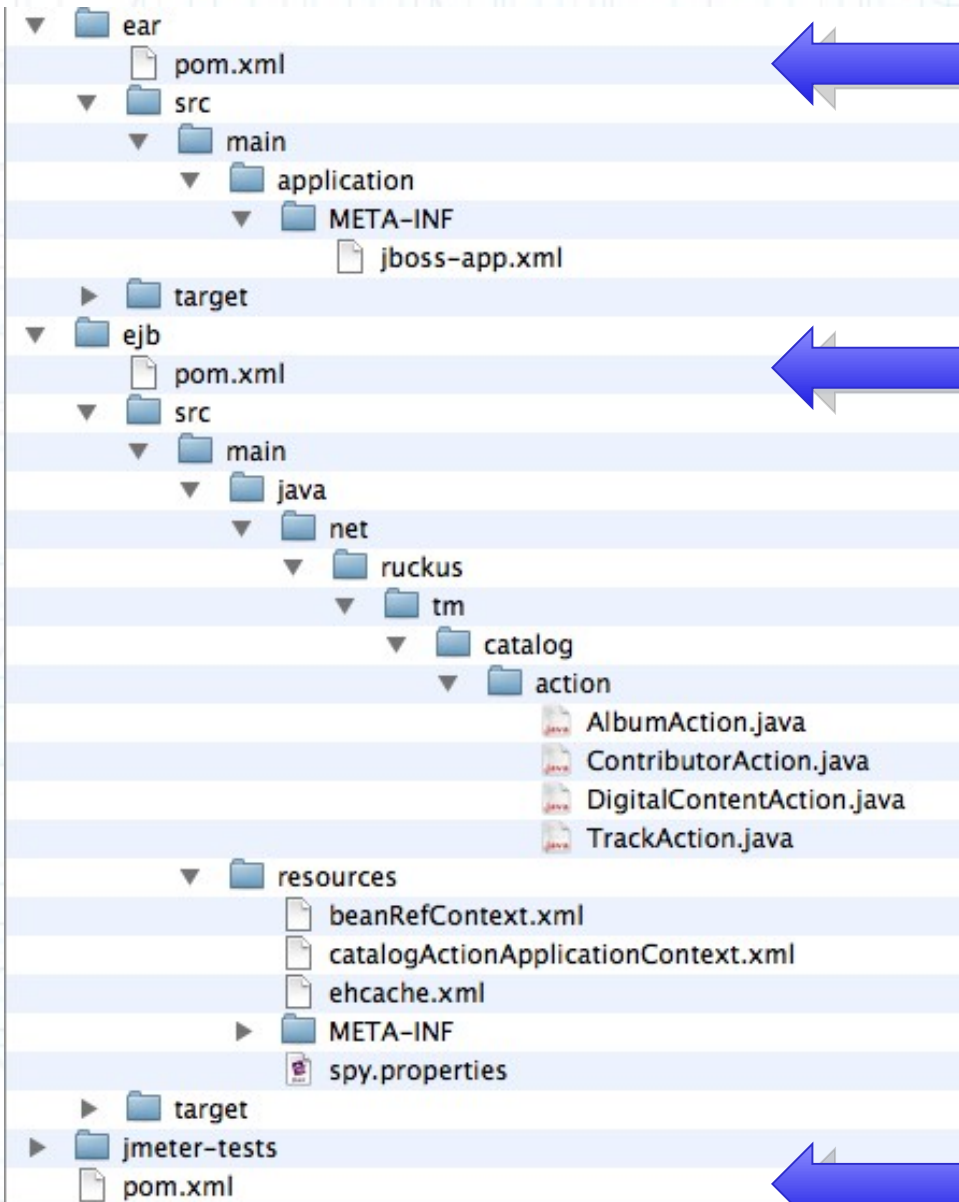 ear
pom.xml
src
main
application
META-INF
jboss-app.xml
target
ejb
pom.xml
src
main
java
net
ruckus
tm
catalog
action
AlbumAction.java
ContributorAction.java
DigitalContentAction.java
TrackAction.java
resources
beanRefContext.xml
catalogActionApplicationContext.xml
ehcache.xml
META-INF
spy.properties
target
jmeter-tests
pom.xml